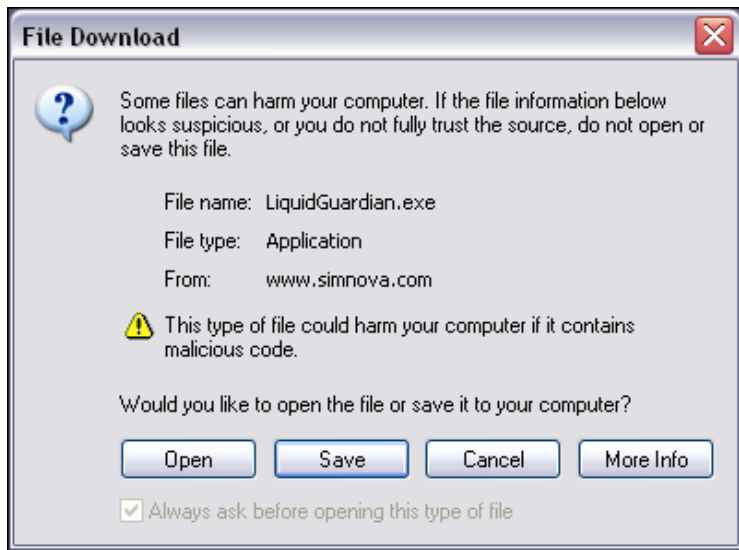 File Download
Some files can harm your computer. If the file information below
looks suspicious, or you do not fully trust the source, do not open or
save this file.
File name: LiquidGuardian.exe
File type: Application
From: www.simnova.com
This type of file could harm your computer if it contains
malicious code.
Would you like to open the file or save it to your computer?
Open Save Cancel More Info
Always ask before opening this type of file